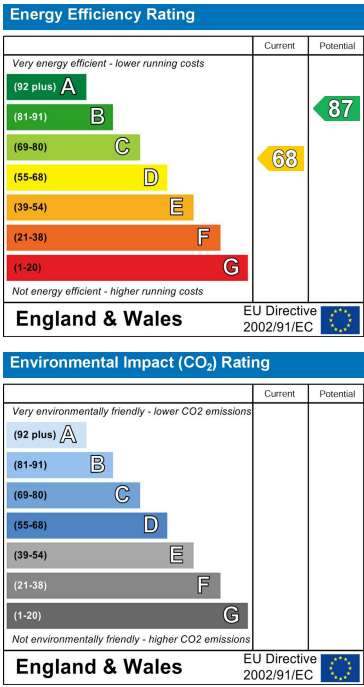 Energy Efficiency Rating
Current Potential
Very energy efficient - lower running costs
(92 plus) A
(81-91) B
87
(69-80) C
68
(55-68) D
(39-54) E
(21-38) F
(1-20) G
Not energy efficient - higher running costs
England & Wales
EU Directive
2002/91/EC
Environmental Impact (CO₂) Rating
Current Potential
Very environmentally friendly - lower CO2 emissions
(92 plus) A
(81-91) B
(69-80) C
(55-68) D
(39-54) E
(21-38) F
(1-20) G
Not environmentally friendly - higher CO2 emissions
England & Wales
EU Directive
2002/91/EC